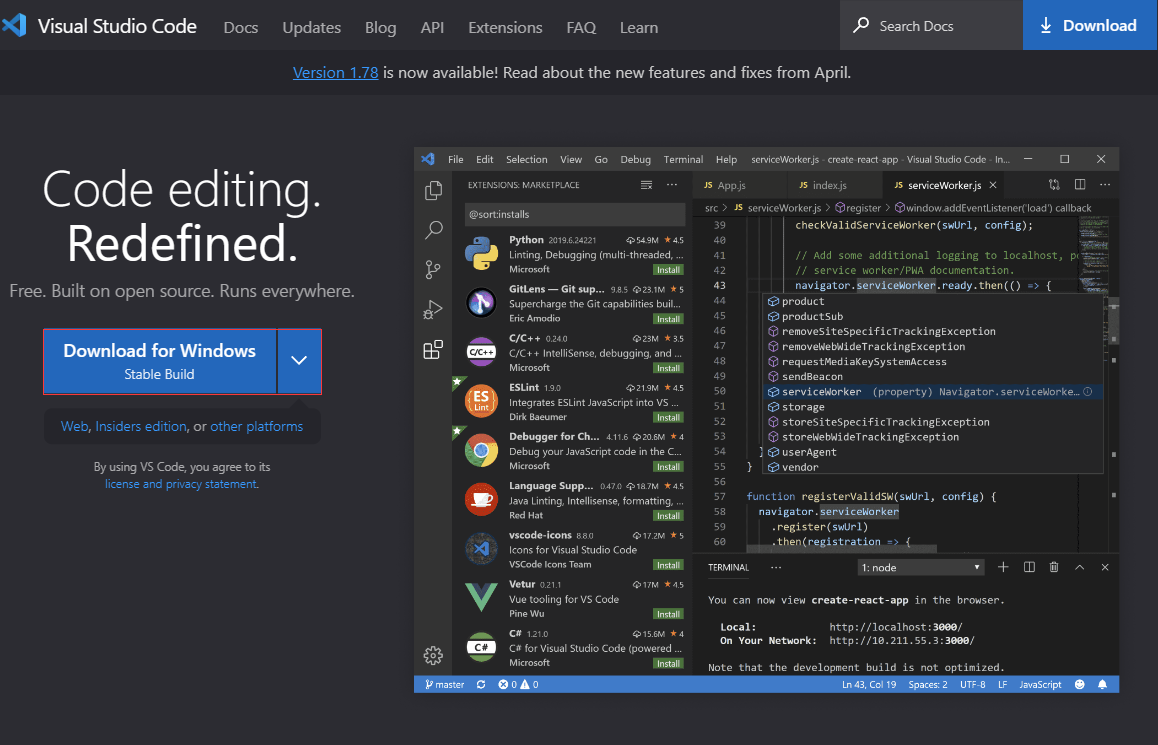 Visual Studio Code Docs Updates Blog API Extensions FAQ Learn Search Docs Download
Version 1.78 is now available! Read about the new features and fixes from April.
Code editing.
Redefined.
Free. Built on open source. Runs everywhere.
Download for Windows
Stable Build
Web, Insiders edition, or other platforms
By using VS Code, you agree to its
license and privacy statement.
File Edit Selection View Go Debug Terminal Help serviceWorker.js - create-react-app - Visual Studio Code - In...
EXTENSIONS: MARKETPLACE
@sort:installs
Python 2019.6.24221 54.9M 4.5
Linting, Debugging (multi-threaded, ...
Microsoft Install
GitLens — Git sup... 9.8.5 23.1M 5
Supercharge the Git capabilities buil...
Eric Amodio Install
C/C++ 0.24.0 23M 3.5
C/C++
C/C++ IntelliSense, debugging, and ...
Microsoft Install
ESLint 1.9.0 21.9M 4.5
ES
Lint
Integrates ESLint JavaScript into VS ...
Dirk Baeumer Install
Debugger for Ch... 4.11.6 20.6M 4
Debug your JavaScript code in the C...
Microsoft Install
Language Supp... 0.47.0 18.7M 4.5
Java Linting, Intellisense, formatting, ...
Red Hat Install
vscode-icons 8.8.0 17.2M 5
Icons for Visual Studio Code
VSCode Icons Team Install
Vetur 0.21.1 17M 4.5
Vue tooling for VS Code
Pine Wu Install
C# 1.21.0 15.6M 4
C#
C# for Visual Studio Code (powered ...
Microsoft Install
JS App.js JS index.js JS serviceWorker.js
src > JS serviceWorker.js > register > window.addEventListener('load') callback
39 checkValidServiceWorker(swUrl, config);
40
41 // Add some additional logging to localhost, po
42 // service worker/PWA documentation.
43 navigator.serviceWorker.ready.then(() => {
44 product
45 productSub
46 removeSiteSpecificTrackingException
47 removeWebWideTrackingException
48 requestMediaKeySystemAccess
49 sendBeacon
50 serviceWorker (property) Navigator.serviceWorke...
51 storage
52 storeSiteSpecificTrackingException
53 storeWebWideTrackingException
54 } userAgent
55 } vendor
56
57 function registerValidSW(swUrl, config) {
58 navigator.serviceWorker
59 .register(swUrl)
60 .then(registration => {
TERMINAL ... 1: node
You can now view create-react-app in the browser.
Local: http://localhost:3000/
On Your Network: http://10.211.55.3:3000/
Note that the development build is not optimized.
master 0 0 Ln 43, Col 19 Spaces: 2 UTF-8 LF JavaScript